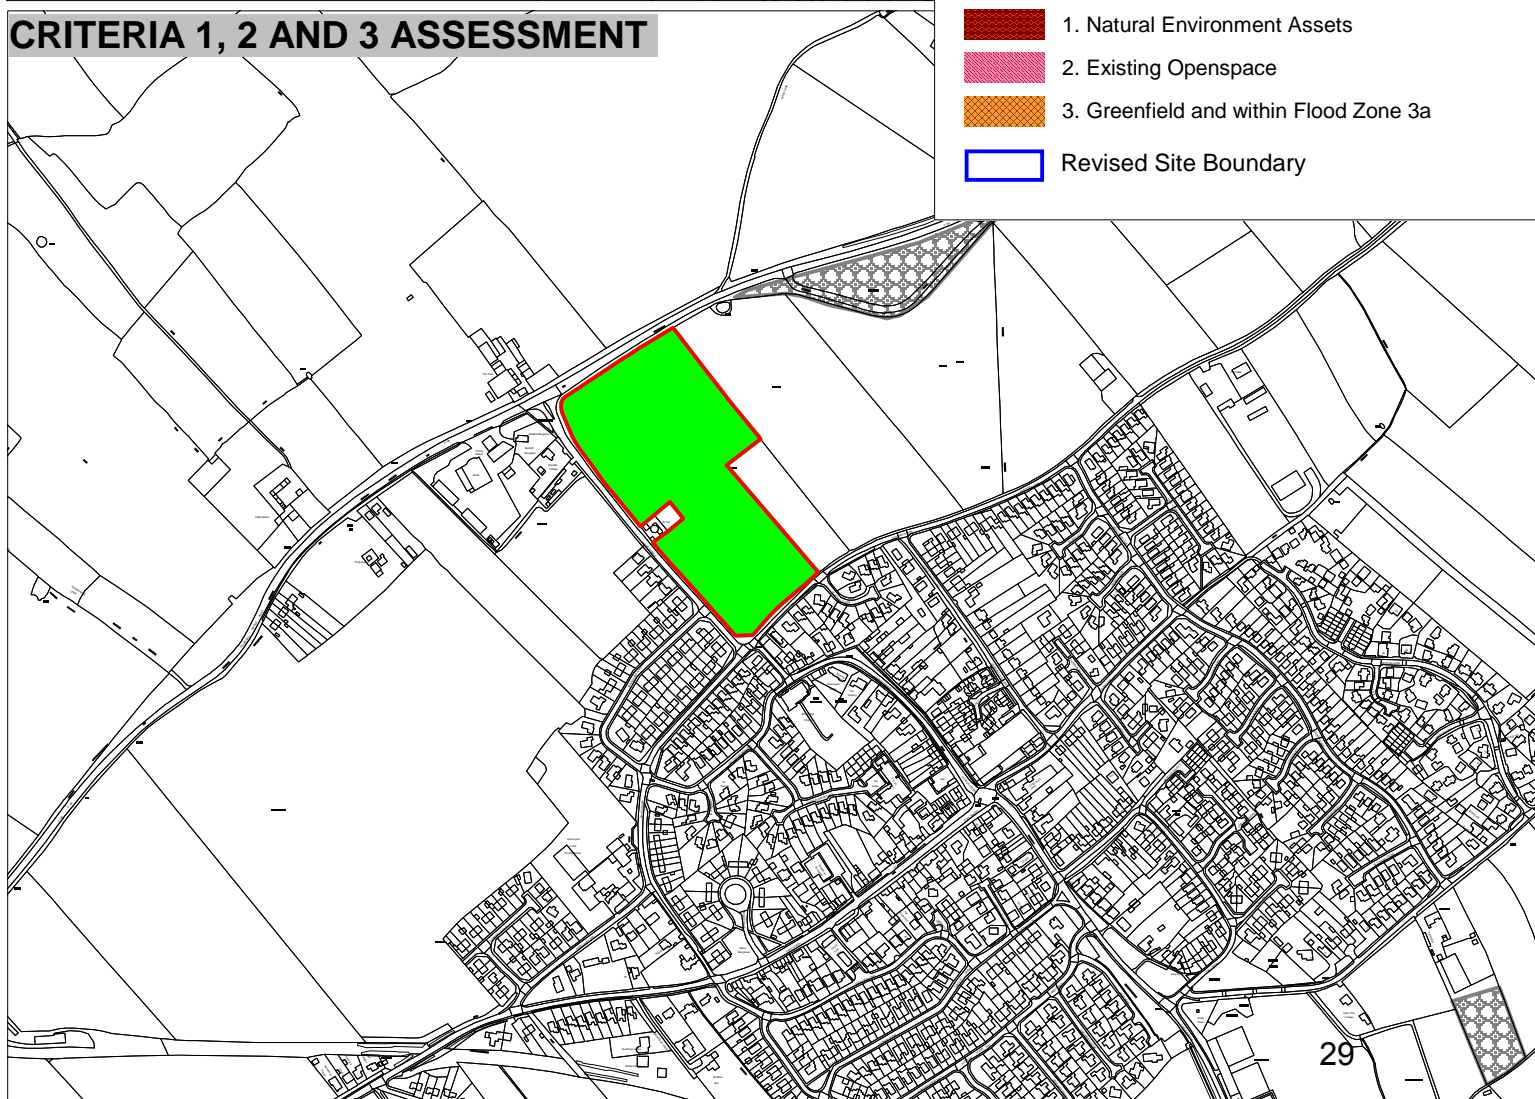 CRITERIA 1, 2 AND 3 ASSESSMENT
1. Natural Environment Assets
2. Existing Openspace
3. Greenfield and within Flood Zone 3a
Revised Site Boundary
29